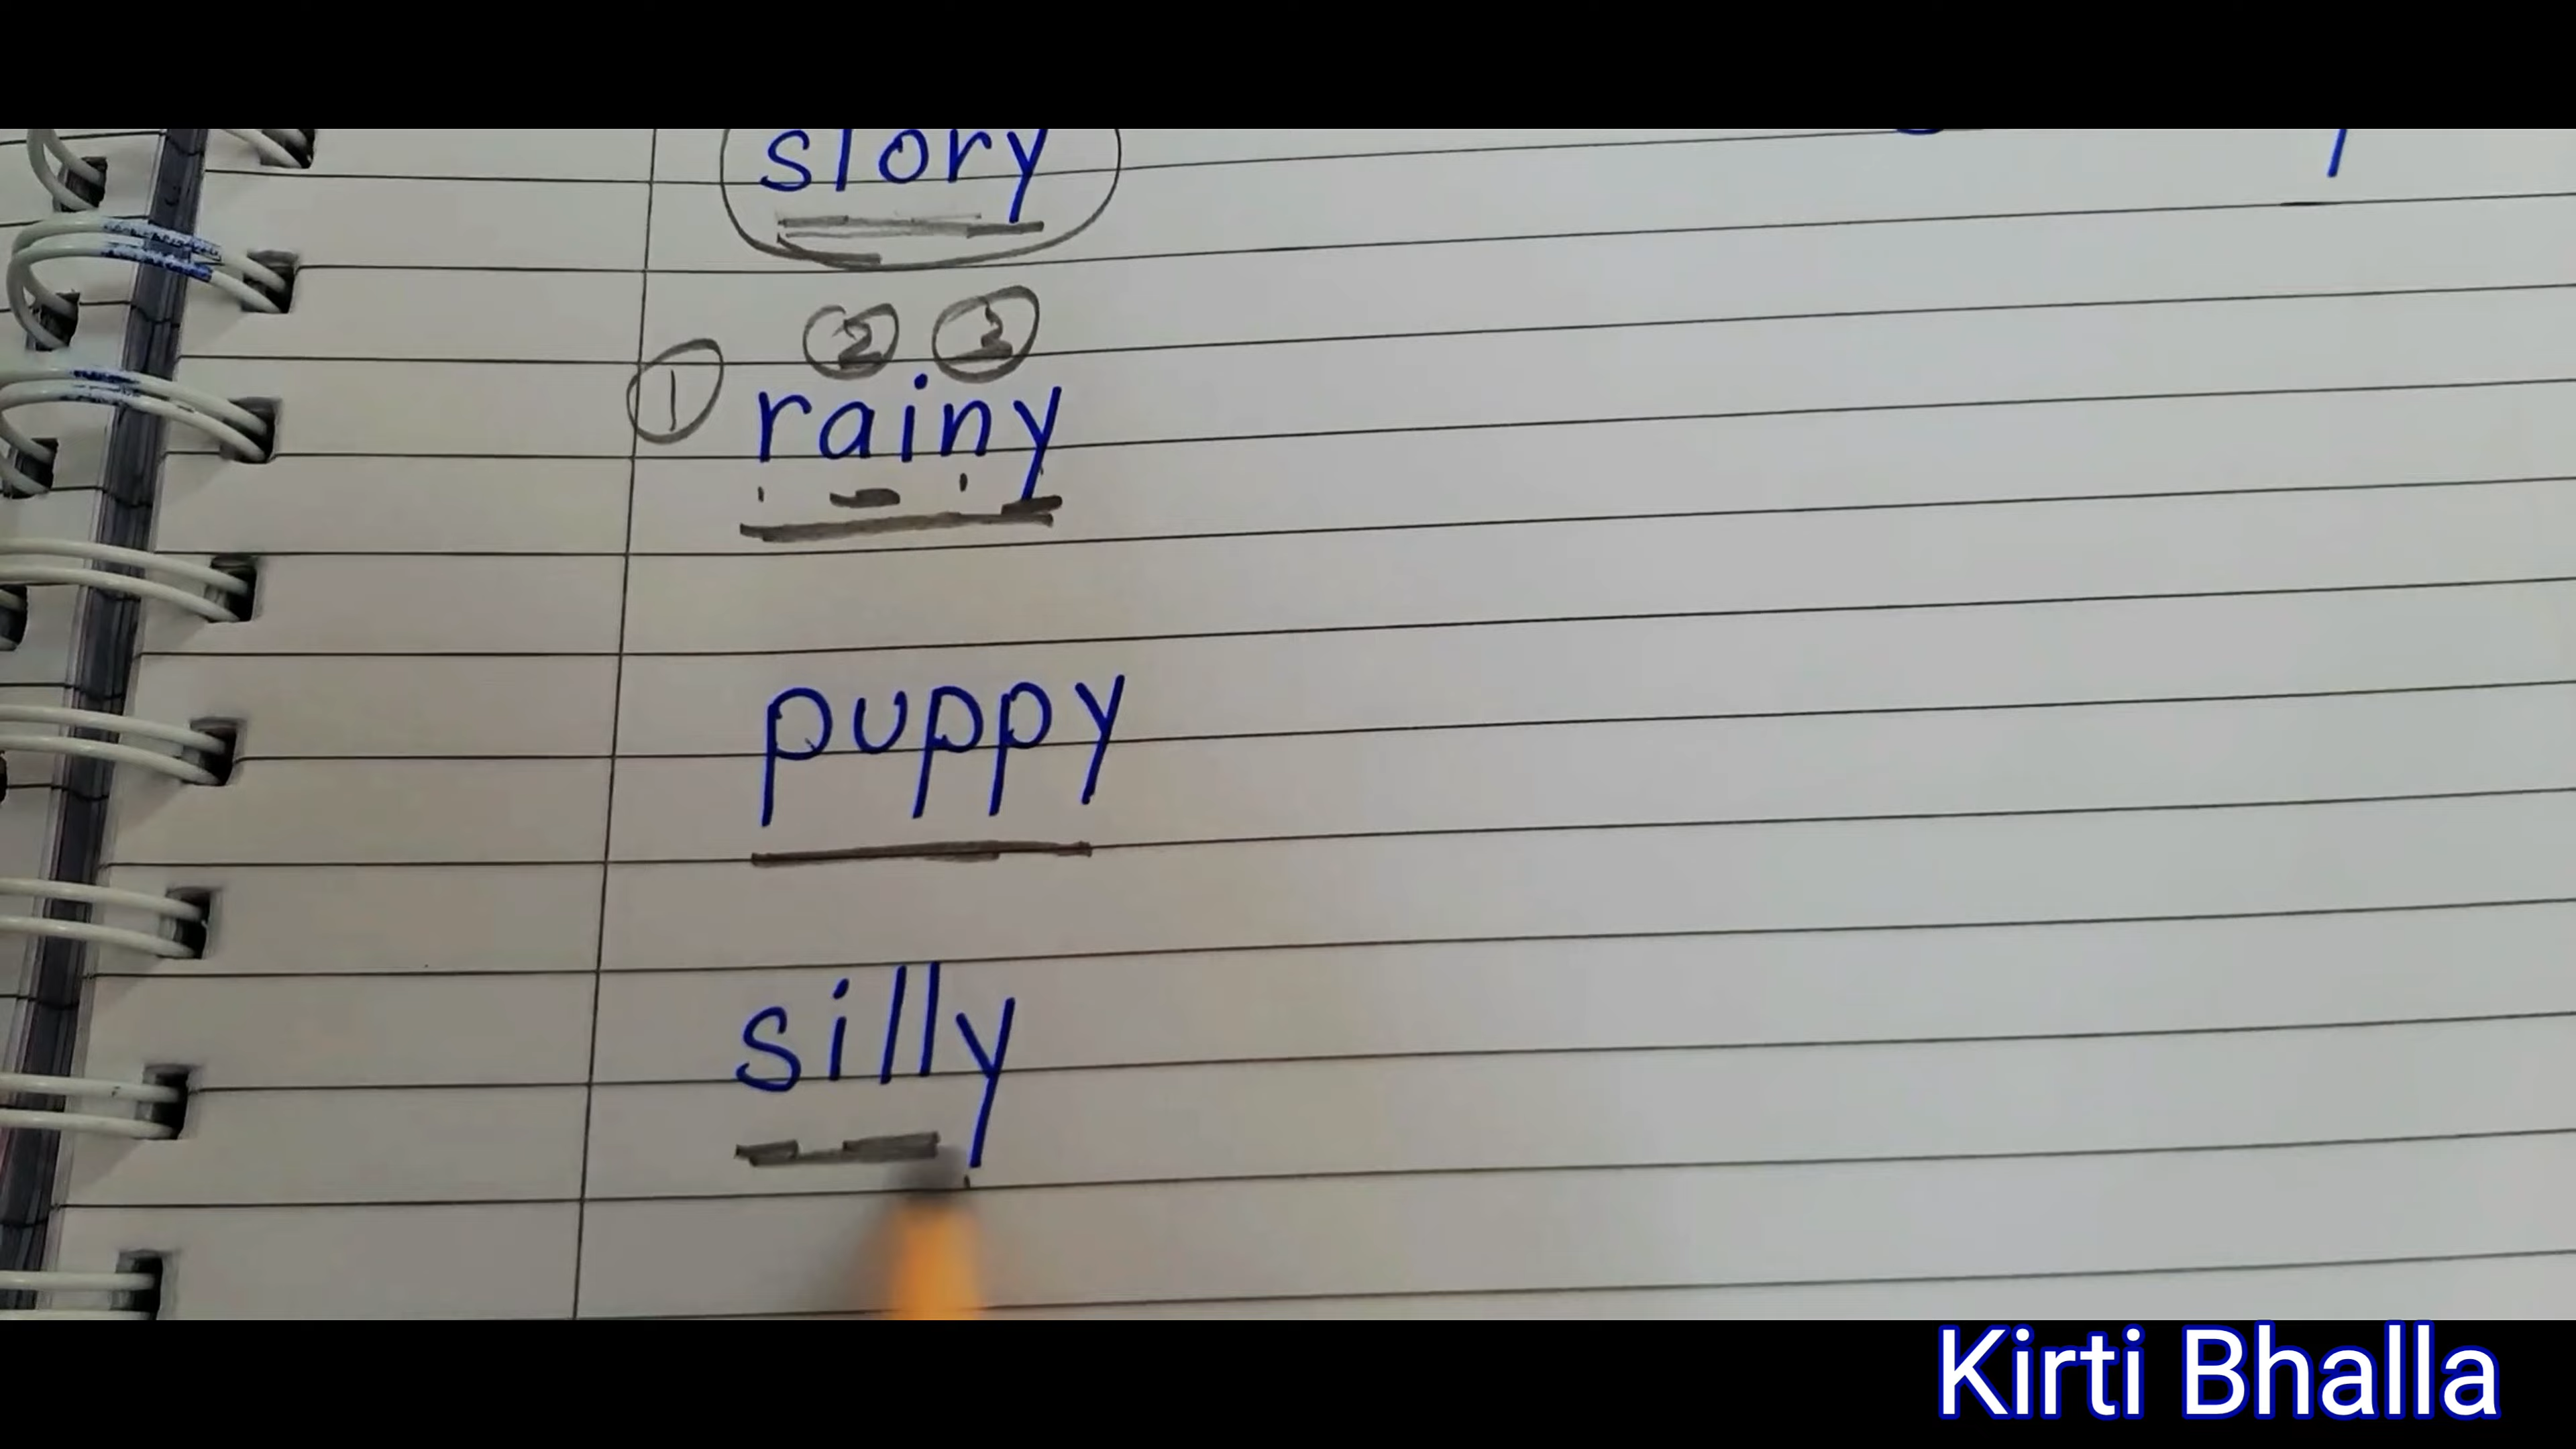 story
② ③
① rainy
puppy
silly
Kirti Bhalla